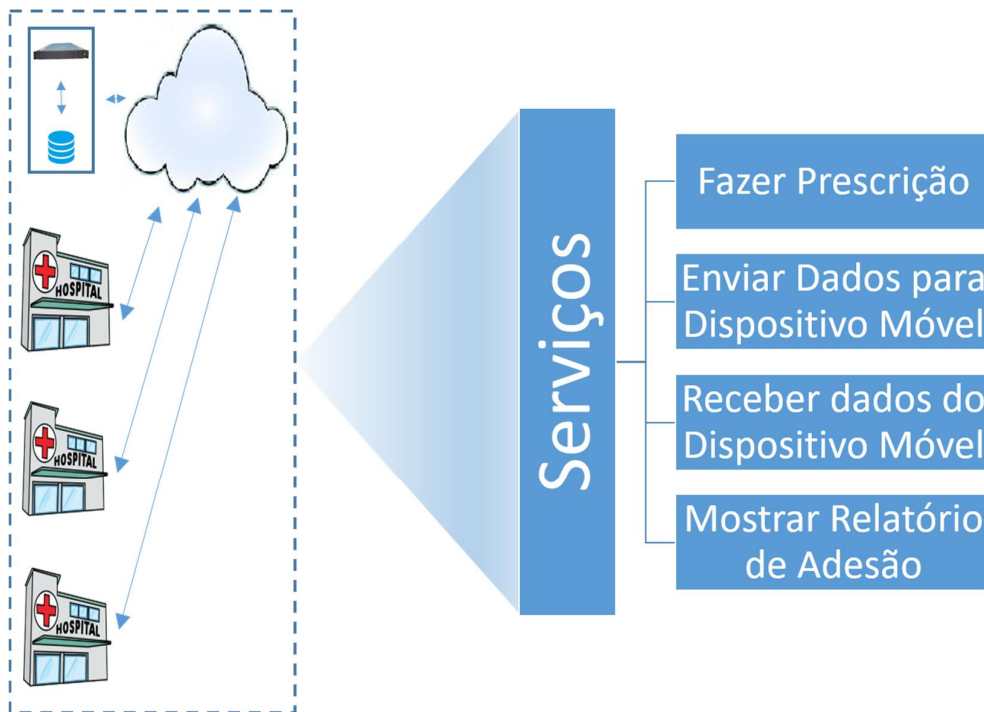 HOSPITAL
HOSPITAL
HOSPITAL
Serviços
Fazer Prescrição
Enviar Dados para
Dispositivo Móvel
Receber dados do
Dispositivo Móvel
Mostrar Relatório
de Adesão